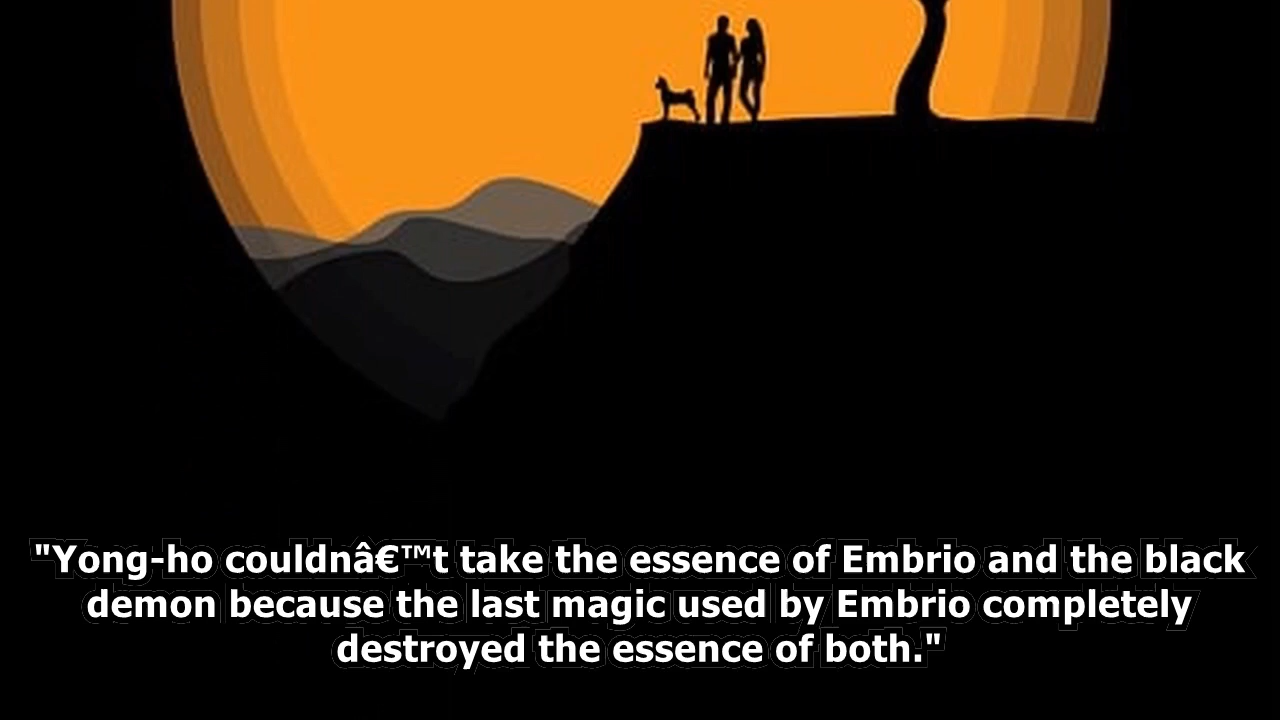 "Yong-ho couldnâ€™t take the essence of Embrio and the black
demon because the last magic used by Embrio completely
destroyed the essence of both."